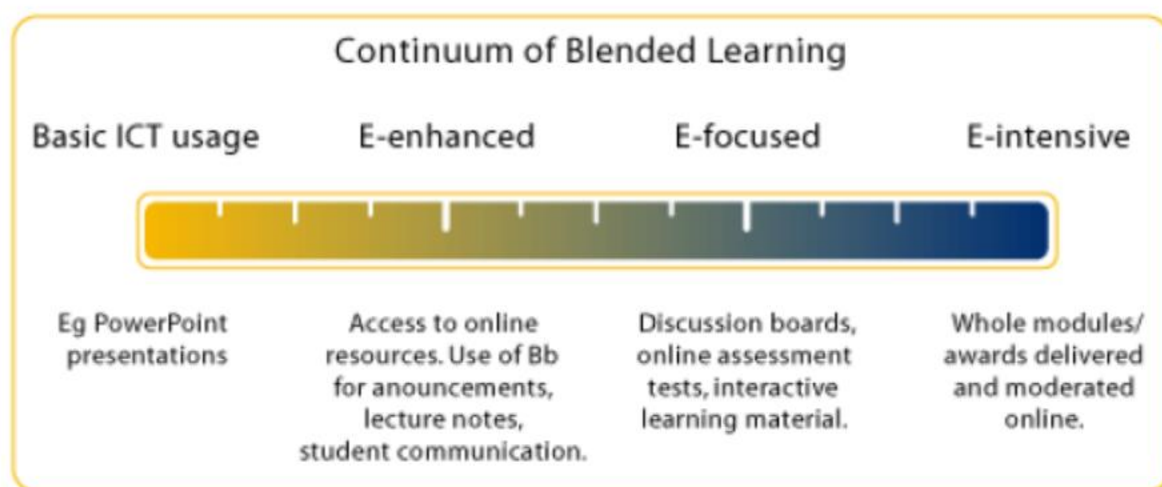 Continuum of Blended Learning
Basic ICT usage
E-enhanced
E-focused
E-intensive
Eg PowerPoint
presentations
Access to online
resources. Use of Bb
for anouncements,
lecture notes,
student communication.
Discussion boards,
online assessment
tests, interactive
learning material.
Whole modules/
awards delivered
and moderated
online.